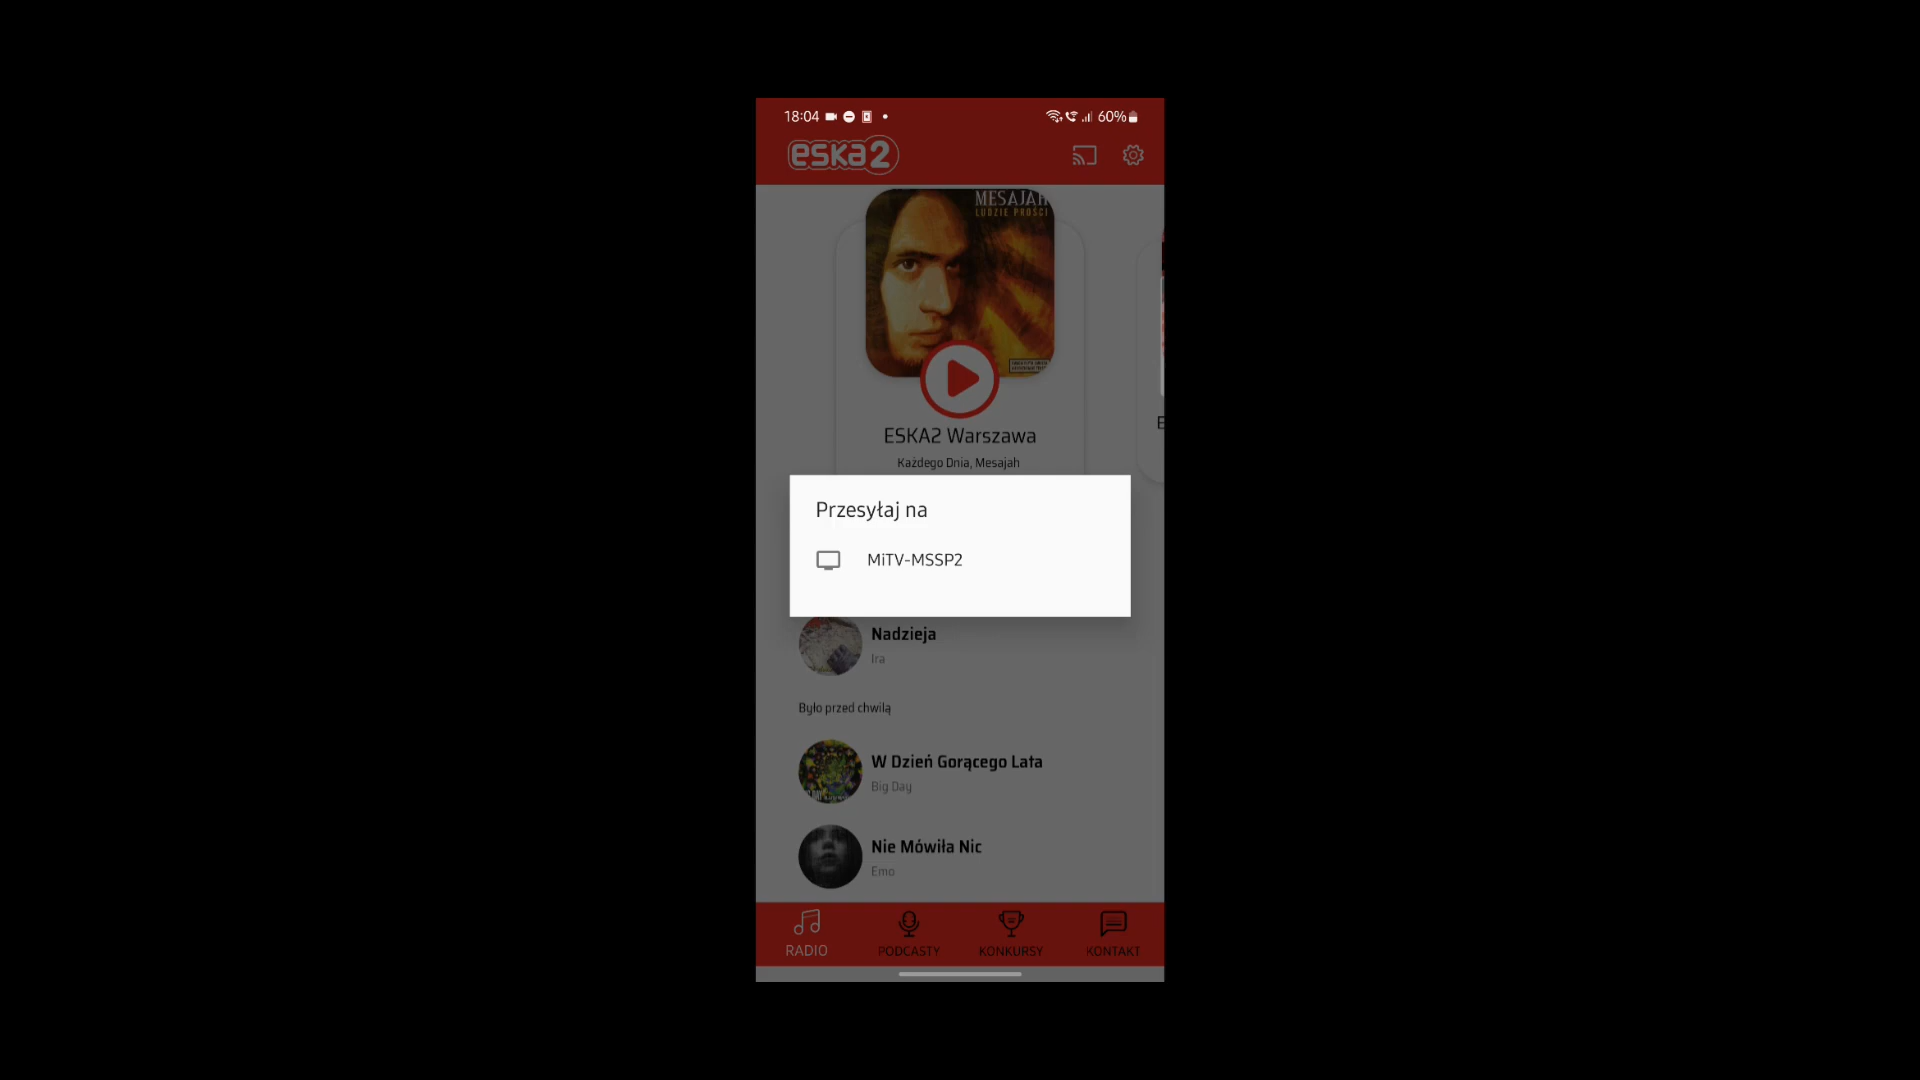 18:04
60%
eska2
MESAJAH
LUDZIE PROŚCI
ESKA2 Warszawa
Każdego Dnia, Mesajah
Przesyłaj na
MiTV-MSSP2
Nadzieja
Ira
Było przed chwilą
W Dzień Gorącego Lata
Big Day
Nie Mówiła Nic
Emo
RADIO
PODCASTY
KONKURSY
KONTAKT